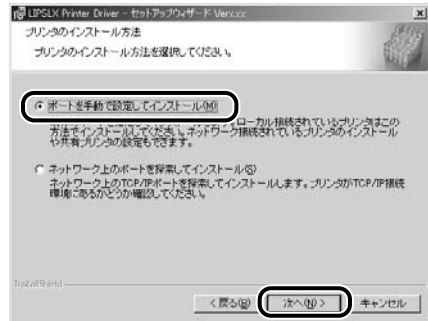 LIPSLX Printer Driver - セットアップウィザード Verx.xx
プリンタのインストール方法
プリンタのインストール方法を選択してください。
ポートを手動で設定してインストール(M)
ローカル接続されているプリンタはこの
方法でインストールしてください。ネットワーク接続されているプリンタのインストール
や共有プリンタの設定もできます。
ネットワーク上のポートを探索してインストール(S)
ネットワーク上のTCP/IPポートを探索してインストールします。プリンタがTCP/IP接続
環境にあるかどうか確認してください。
InstallShield
< 戻る(B)
次へ(N) >
キャンセル